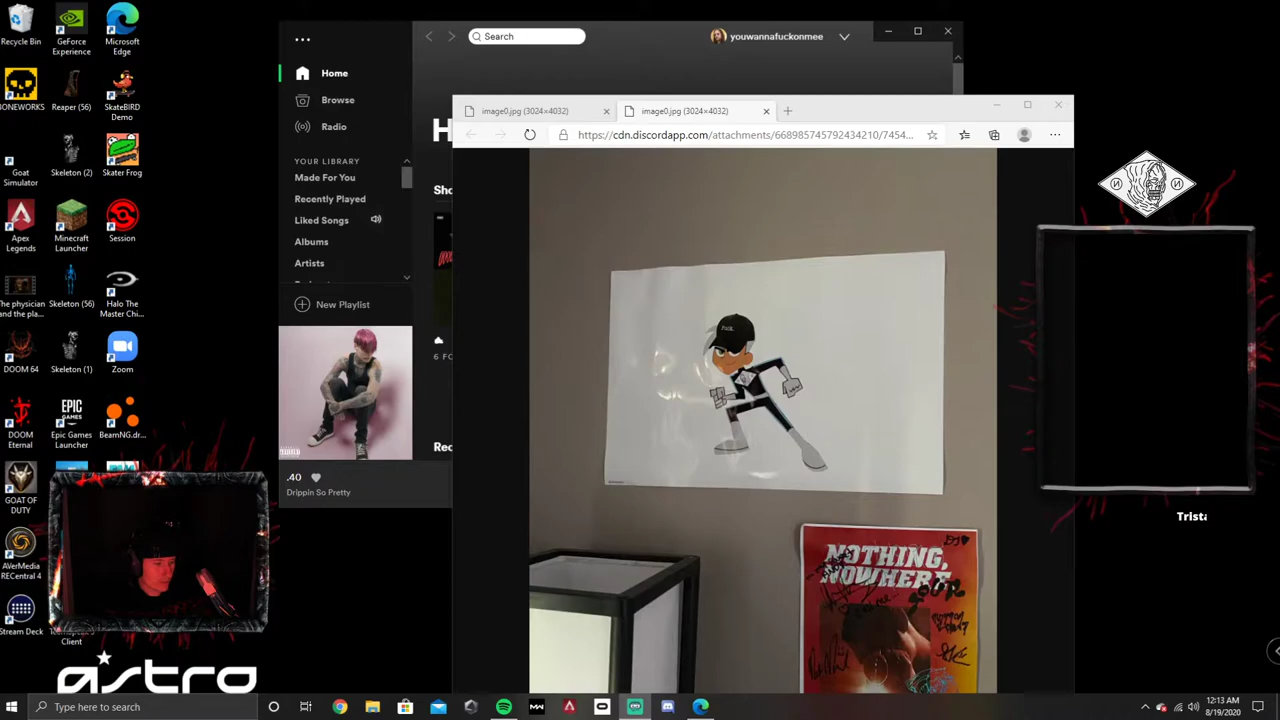 Recycle Bin
GeForce Experience
Microsoft Edge
BONEWORKS
Reaper (56)
SkateBIRD Demo
Goat Simulator
Skeleton (2)
Skater Frog
Apex Legends
Minecraft Launcher
Session
The physician and the pla...
Skeleton (56)
Halo The Master Chi...
DOOM 64
Skeleton (1)
Zoom
DOOM Eternal
Epic Games Launcher
BeamNG.dr...
GOAT OF DUTY
AVerMedia RECentral 4
Stream Deck
Client
astro
Search
youwannafuckonmee
Home
Browse
Radio
YOUR LIBRARY
Made For You
Recently Played
Liked Songs
Albums
Artists
New Playlist
.40
Drippin So Pretty
H
Sho
6 FO
Rec
image0.jpg (3024×4032)
image0.jpg (3024×4032)
https://cdn.discordapp.com/attachments/668985745792434210/7454...
NOTHING,
NOWHERE.
Trista
Type here to search
12:13 AM
8/19/2020